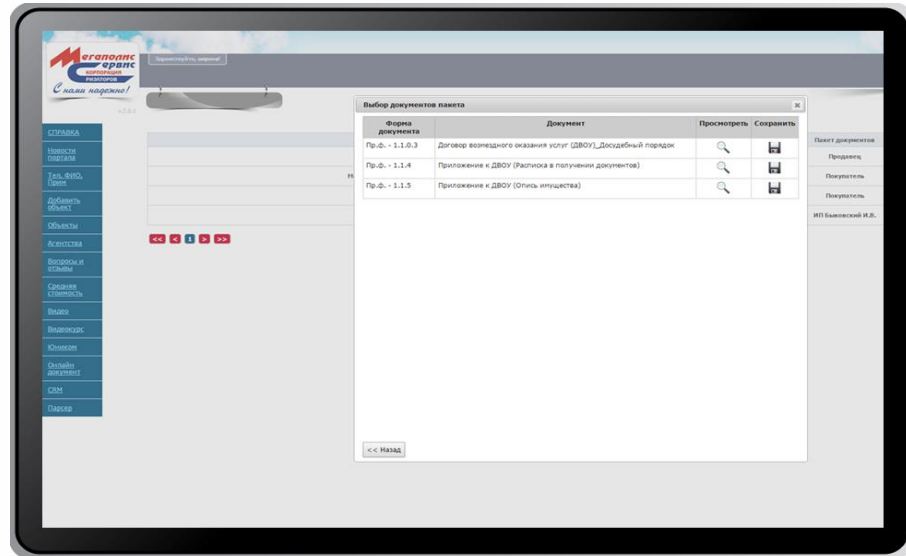 Мегаполис
Сервис
КОРПОРАЦИЯ
РИЭЛТОРОВ
С нами надежно!
Здравствуйте, марина!
СПРАВКА
Новости
портала
Тел, ФИО,
Прим
Добавить
объект
Объекты
Агентства
Вопросы и
отзывы
Средняя
стоимость
Видео
Видеокурс
Юником
Онлайн
документ
CRM
Парсер
<< < 1 > >>
Выбор документов пакета
Форма документа Документ Просмотреть Сохранить
Пр.ф. - 1.1.0.3 Договор возмездного оказания услуг (ДВОУ)_Досудебный порядок
Пр.ф. - 1.1.4 Приложение к ДВОУ (Расписка в получении документов)
Пр.ф. - 1.1.5 Приложение к ДВОУ (Опись имущества)
<< Назад
Пакет документов
Продавец
Покупатель
Покупатель
ИП Быковский И.В.